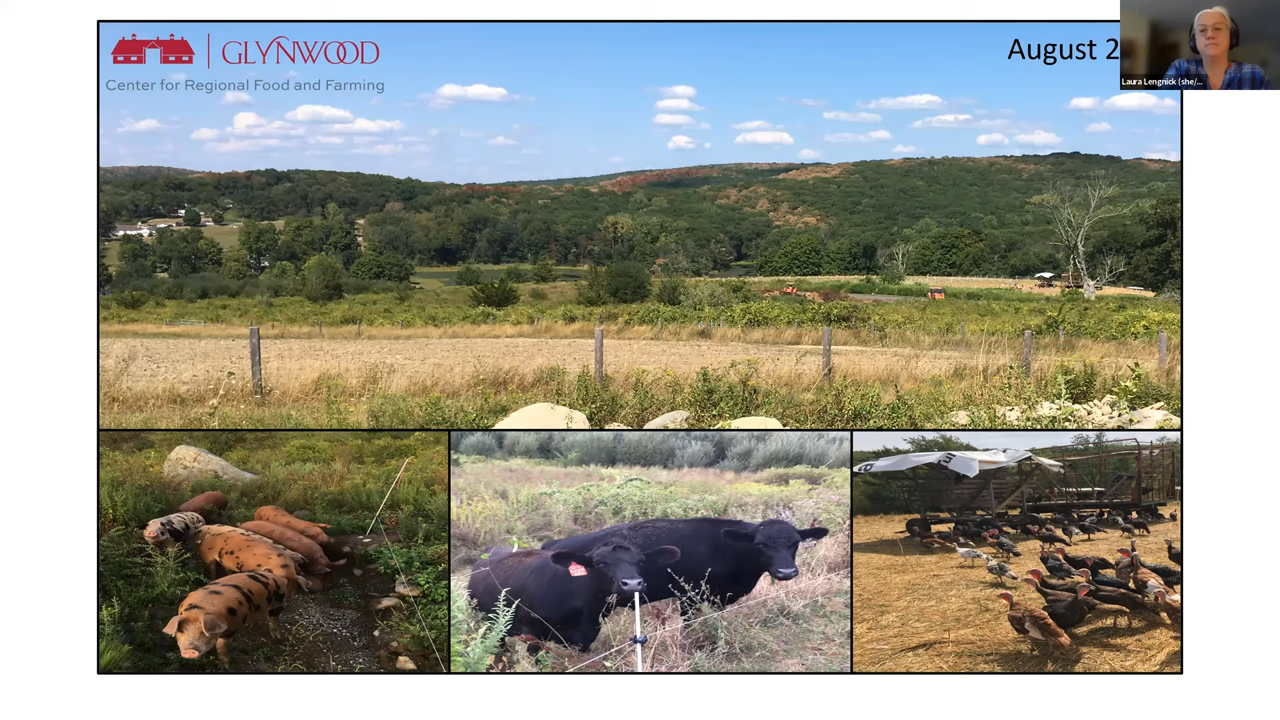 GLYNWOOD
Center for Regional Food and Farming
August 2
Laura Lengnick (she/...